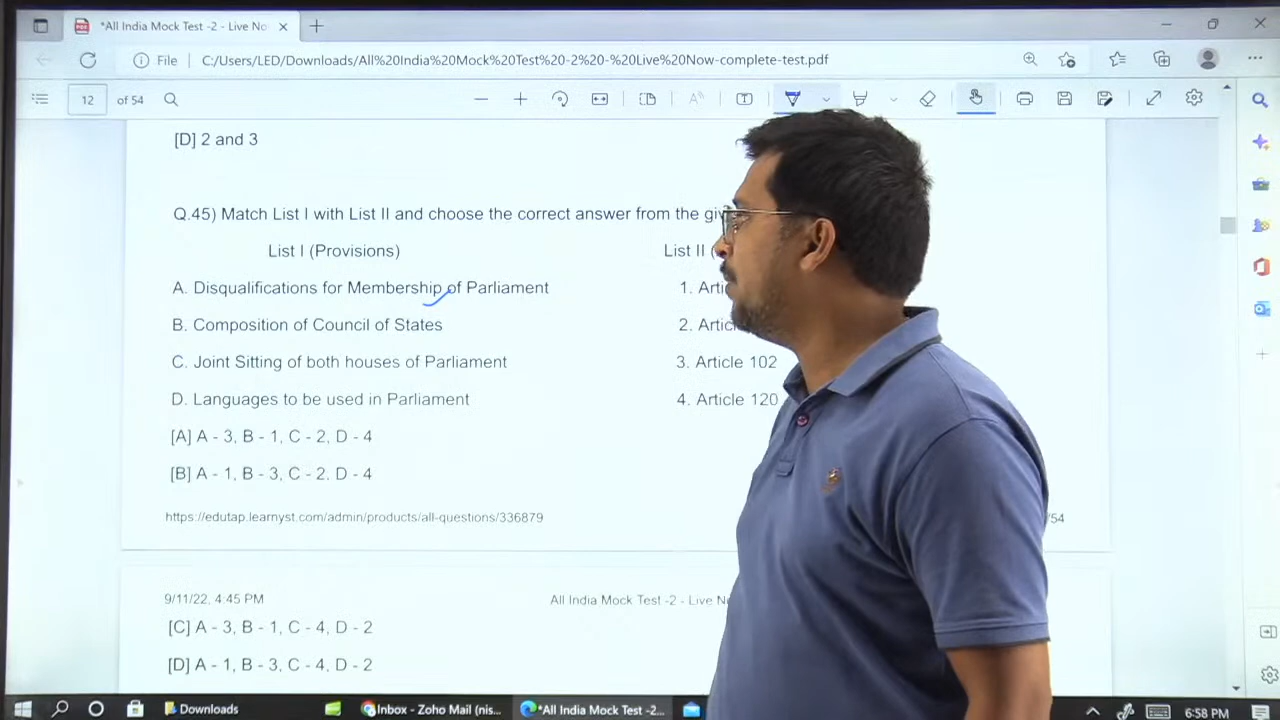 *All India Mock Test -2 - Live No
File C:/Users/LED/Downloads/All%20India%20Mock%20Test%20-2%20-%20Live%20Now-complete-test.pdf
12 of 54
[D] 2 and 3
Q.45) Match List I with List II and choose the correct answer from the
List I (Provisions) List II
A. Disqualifications for Membership of Parliament 1.
B. Composition of Council of States 2.
C. Joint Sitting of both houses of Parliament 3. Article 102
D. Languages to be used in Parliament 4. Article 120
[A] A - 3, B - 1, C - 2, D - 4
[B] A - 1, B - 3, C - 2. D - 4
https://edutap.learnyst.com/admin/products/all-questions/336879 /54
9/11/22, 4:45 PM All India Mock Test -2 - Live
[C] A - 3, B - 1, C - 4, D - 2
[D] A - 1, B - 3, C - 4, D - 2
Downloads Inbox - Zoho Mail (nis... *All India Mock Test -2... 6:58 PM